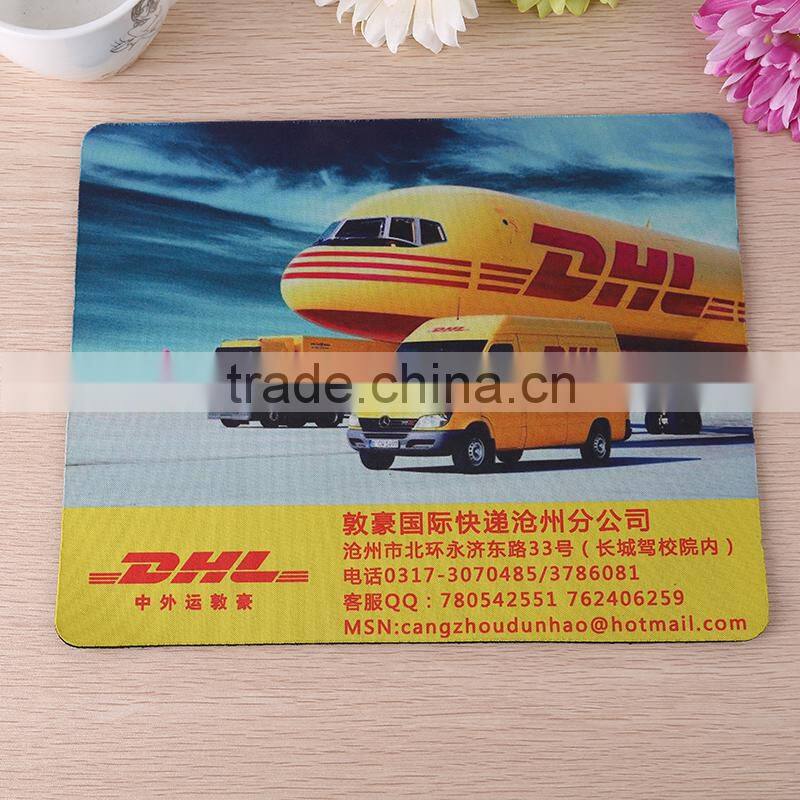 DHL
DHL
DHL
trade.china.cn
DHL
中外运敦豪
敦豪国际快递沧州分公司
沧州市北环永济东路33号（长城驾校院内）
电话0317-3070485/3786081
客服QQ：780542551 762406259
MSN:cangzhoudunhao@hotmail.com